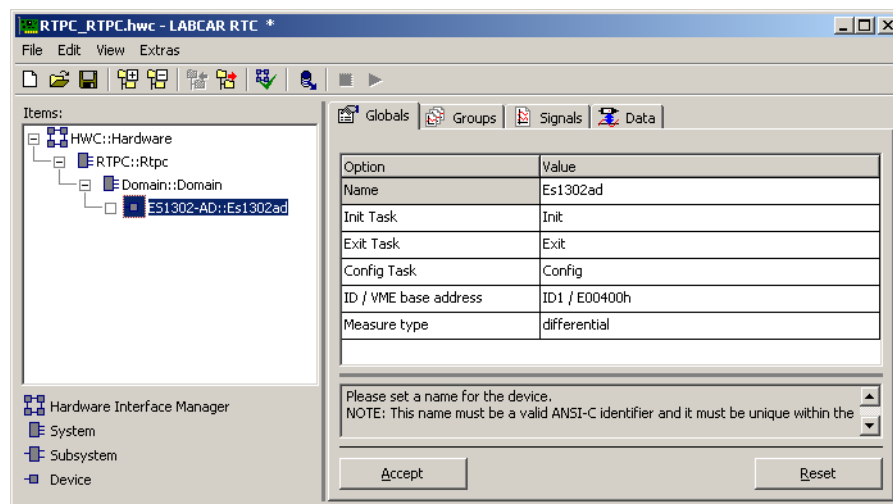 RTPC_RTPC.hwc - LABCAR RTC *
File Edit View Extras
Items:
HWC::Hardware
RTPC::Rtpc
Domain::Domain
ES1302-AD::Es1302ad
Hardware Interface Manager
System
Subsystem
Device
Globals Groups Signals Data
Option Value
Name Es1302ad
Init Task Init
Exit Task Exit
Config Task Config
ID / VME base address ID1 / E00400h
Measure type differential
Please set a name for the device.
NOTE: This name must be a valid ANSI-C identifier and it must be unique within the
Accept Reset